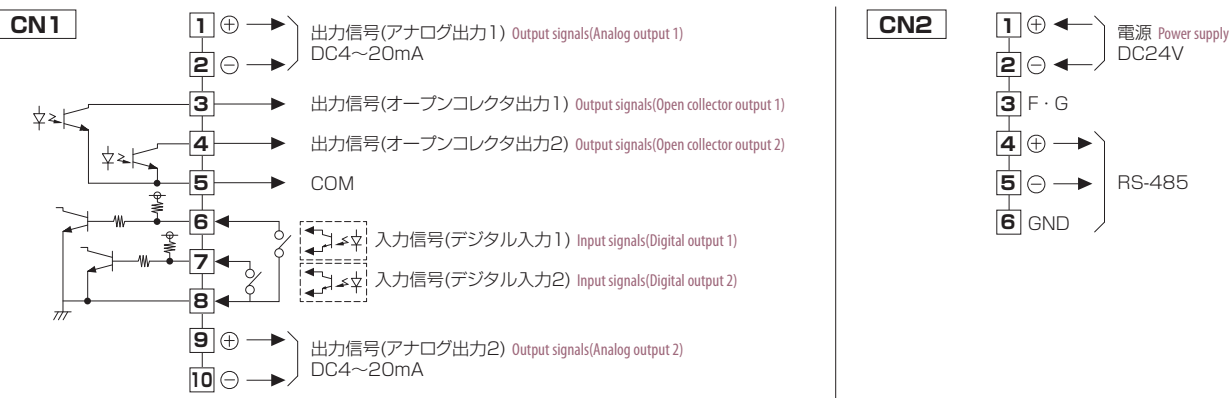 CN1
1 ⊕ 出力信号(アナログ出力1) Output signals(Analog output 1)
2 ⊖ DC4〜20mA
3 出力信号(オープンコレクタ出力1) Output signals(Open collector output 1)
4 出力信号(オープンコレクタ出力2) Output signals(Open collector output 2)
5 COM
6 入力信号(デジタル入力1) Input signals(Digital output 1)
7 入力信号(デジタル入力2) Input signals(Digital output 2)
8
9 ⊕ 出力信号(アナログ出力2) Output signals(Analog output 2)
10 ⊖ DC4〜20mA
CN2
1 ⊕ 電源 Power supply
2 ⊖ DC24V
3 F・G
4 ⊕
5 ⊖ RS-485
6 GND